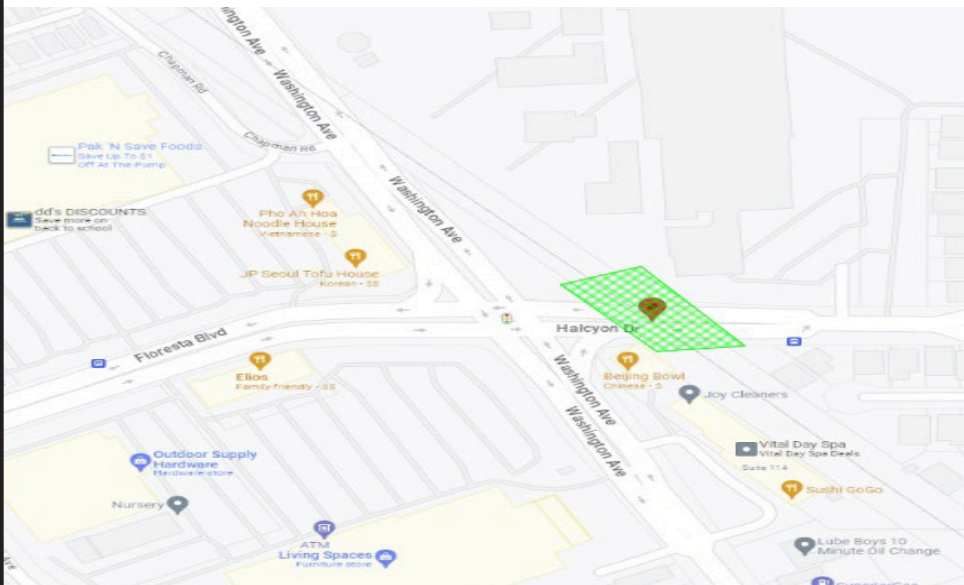 Washington Ave
Washington Ave
Chapman Rd
Chapman Rd
Pak 'N Save Foods
Save Up To $1
Off At The Pump
dd's DISCOUNTS
Save more on
back to school
Pho An Hoa
Noodle House
Vietnamese • $
Washington Ave
JP Seoul Tofu House
Korean • $$
Floresta Blvd
Halcyon Dr
Elios
Family-friendly • $$
Beijing Bowl
Chinese • $
Joy Cleaners
Washington Ave
Washington Ave
Outdoor Supply
Hardware
Hardware store
Vital Day Spa
Vital Day Spa Deals
Suite 114
Nursery
Sushi GoGo
ATM
Living Spaces
Furniture store
Lube Boys 10
Minute Oil Change
Ave